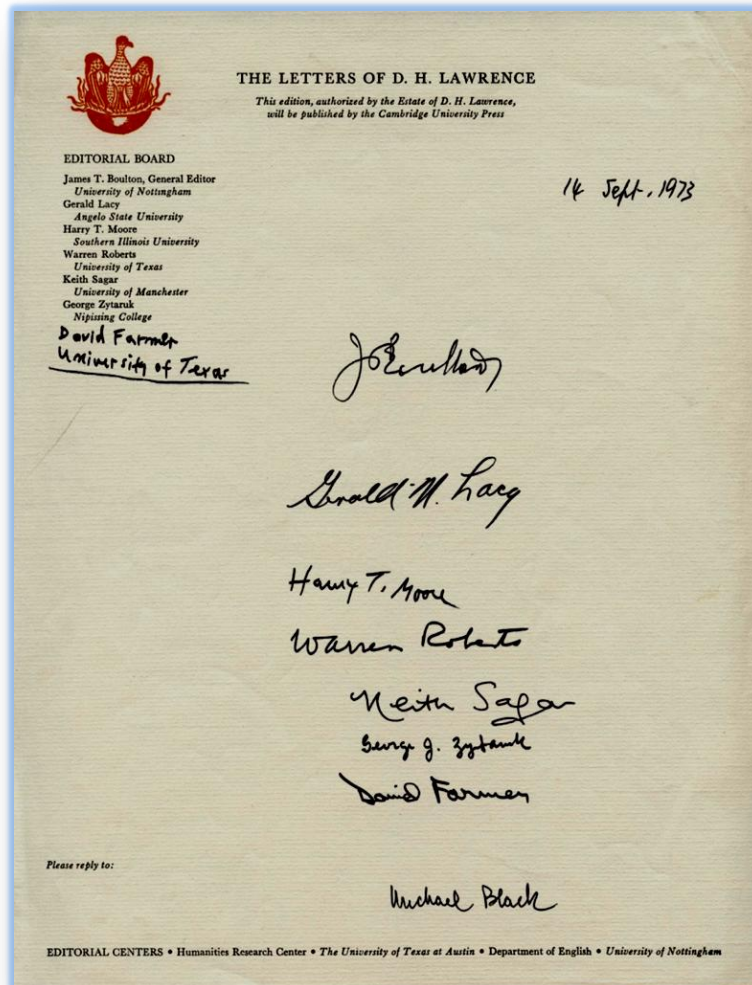 THE LETTERS OF D. H. LAWRENCE
This edition, authorized by the Estate of D. H. Lawrence,
will be published by the Cambridge University Press
EDITORIAL BOARD
James T. Boulton, General Editor
University of Nottingham
Gerald Lacy
Angelo State University
Harry T. Moore
Southern Illinois University
Warren Roberts
University of Texas
Keith Sagar
University of Manchester
George Zytaruk
Nipissing College
David Farmer
University of Texas
14 Sept. 1973
Gerald M. Lacy
Harry T. Moore
Warren Roberts
Keith Sagar
George J. Zytaruk
David Farmer
Please reply to:
Michael Black
EDITORIAL CENTERS • Humanities Research Center • The University of Texas at Austin • Department of English • University of Nottingham